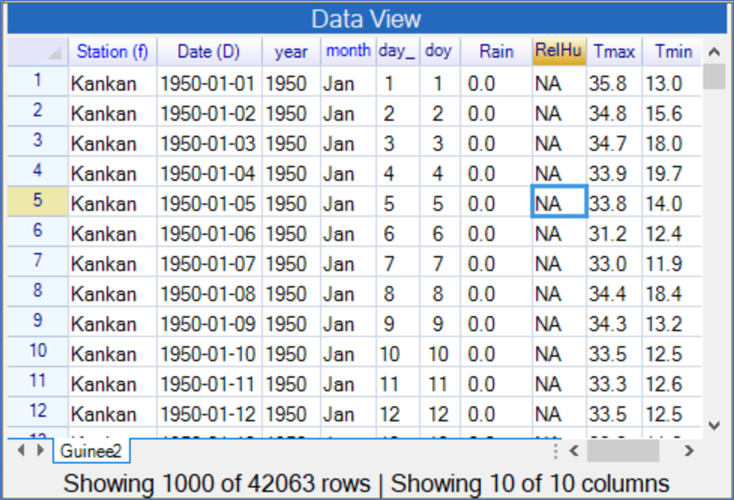 Data View
Station (f) Date (D) year month day_ doy Rain RelHu Tmax Tmin
1 Kankan 1950-01-01 1950 Jan 1 1 0.0 NA 35.8 13.0
2 Kankan 1950-01-02 1950 Jan 2 2 0.0 NA 34.8 15.6
3 Kankan 1950-01-03 1950 Jan 3 3 0.0 NA 34.7 18.0
4 Kankan 1950-01-04 1950 Jan 4 4 0.0 NA 33.9 19.7
5 Kankan 1950-01-05 1950 Jan 5 5 0.0 NA 33.8 14.0
6 Kankan 1950-01-06 1950 Jan 6 6 0.0 NA 31.2 12.4
7 Kankan 1950-01-07 1950 Jan 7 7 0.0 NA 33.0 11.9
8 Kankan 1950-01-08 1950 Jan 8 8 0.0 NA 34.4 18.4
9 Kankan 1950-01-09 1950 Jan 9 9 0.0 NA 34.3 13.2
10 Kankan 1950-01-10 1950 Jan 10 10 0.0 NA 33.5 12.5
11 Kankan 1950-01-11 1950 Jan 11 11 0.0 NA 33.3 12.6
12 Kankan 1950-01-12 1950 Jan 12 12 0.0 NA 33.5 12.5
Guinee2
Showing 1000 of 42063 rows | Showing 10 of 10 columns